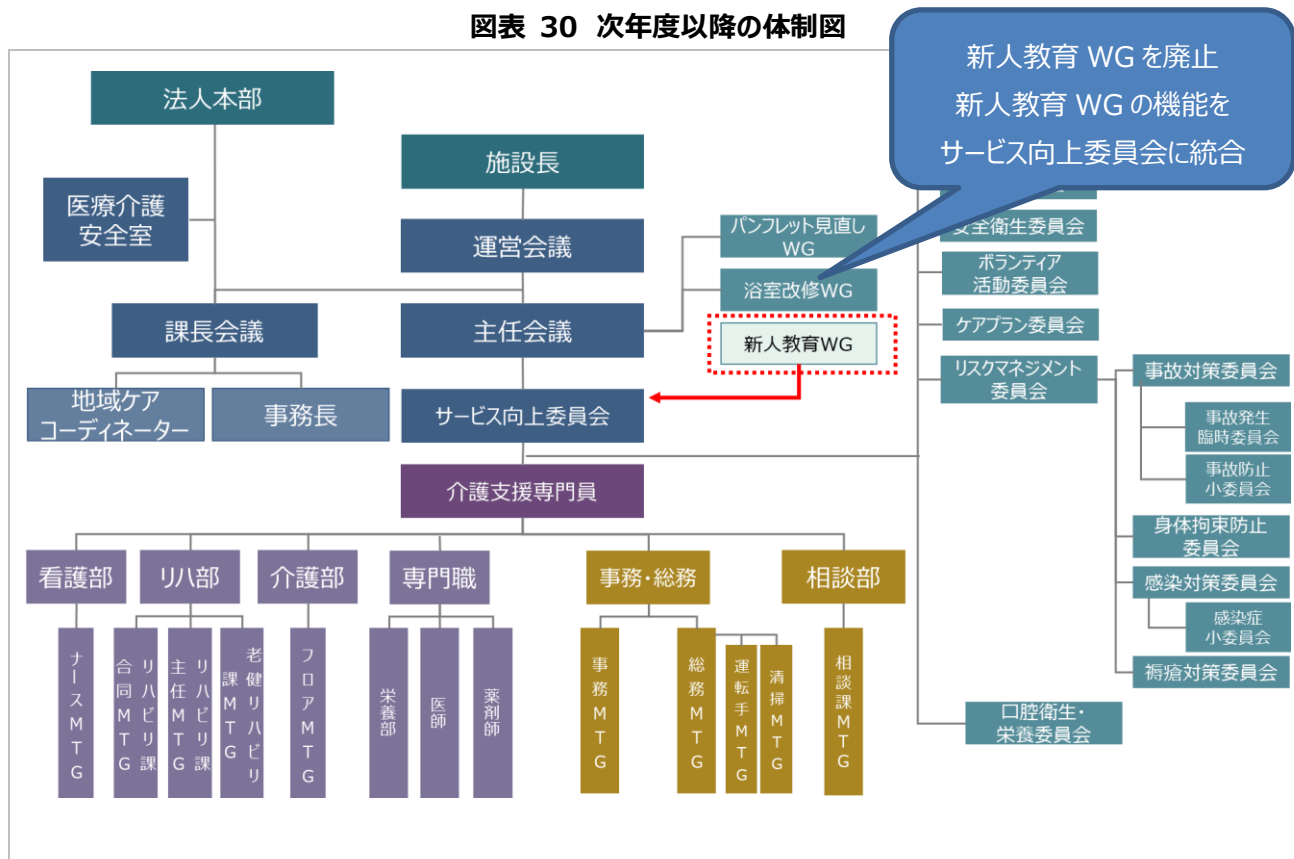 図表 30 次年度以降の体制図
新人教育 WG を廃止
新人教育 WG の機能を
サービス向上委員会に統合
法人本部
施設長
医療介護
安全室
運営会議
パンフレット見直し
WG
安全衛生委員会
ボランティア
活動委員会
浴室改修WG
課長会議
主任会議
新人教育WG
ケアプラン委員会
リスクマネジメント
委員会
事故対策委員会
地域ケア
コーディネーター
事務長
サービス向上委員会
事故発生
臨時委員会
事故防止
小委員会
介護支援専門員
身体拘束防止
委員会
感染対策委員会
感染症
小委員会
褥瘡対策委員会
口腔衛生・
栄養委員会
看護部
リハ部
介護部
専門職
事務・総務
相談部
ナースMTG
リハビリ課
合同MTG
リハビリ課
主任MTG
老健リハビリ
課MTG
フロアMTG
栄養部
医師
薬剤師
事務MTG
総務MTG
運転手MTG
清掃MTG
相談課MTG